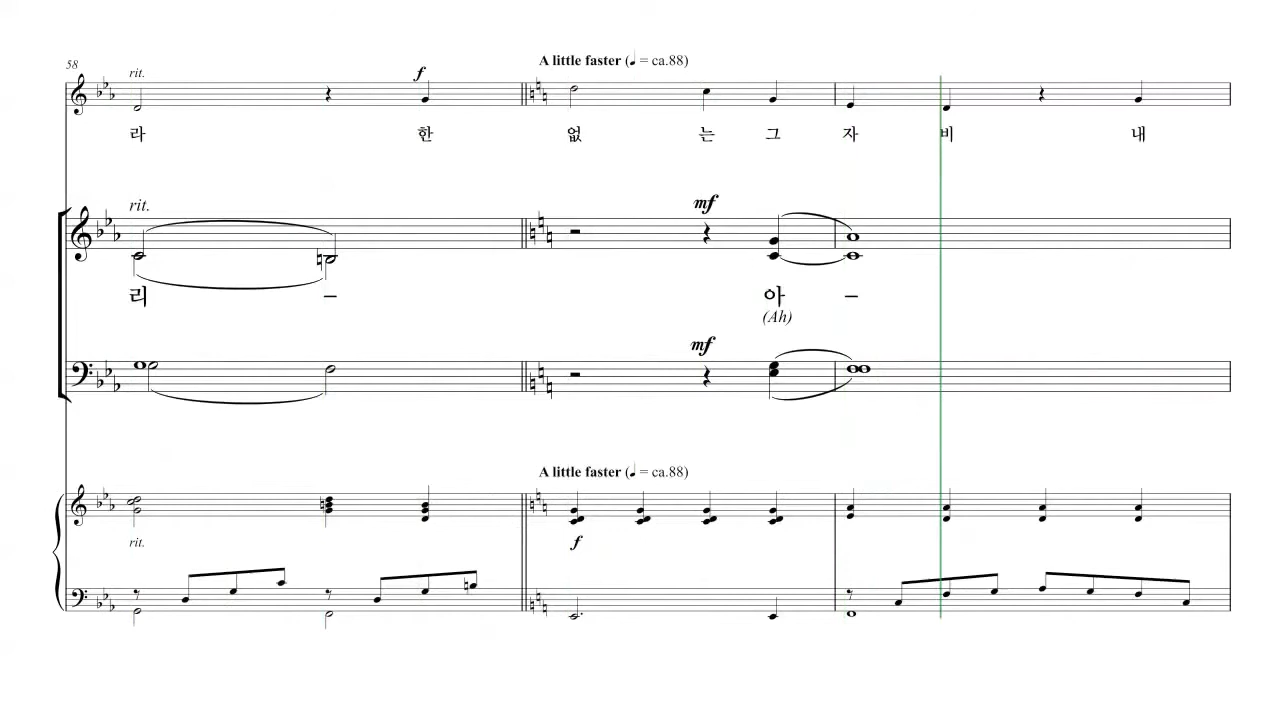 58
rit.
f
A little faster (♩ = ca.88)
라 한 없 는 그 자 비 내
rit.
mf
리 – 아 –
(Ah)
mf
A little faster (♩ = ca.88)
rit.
f